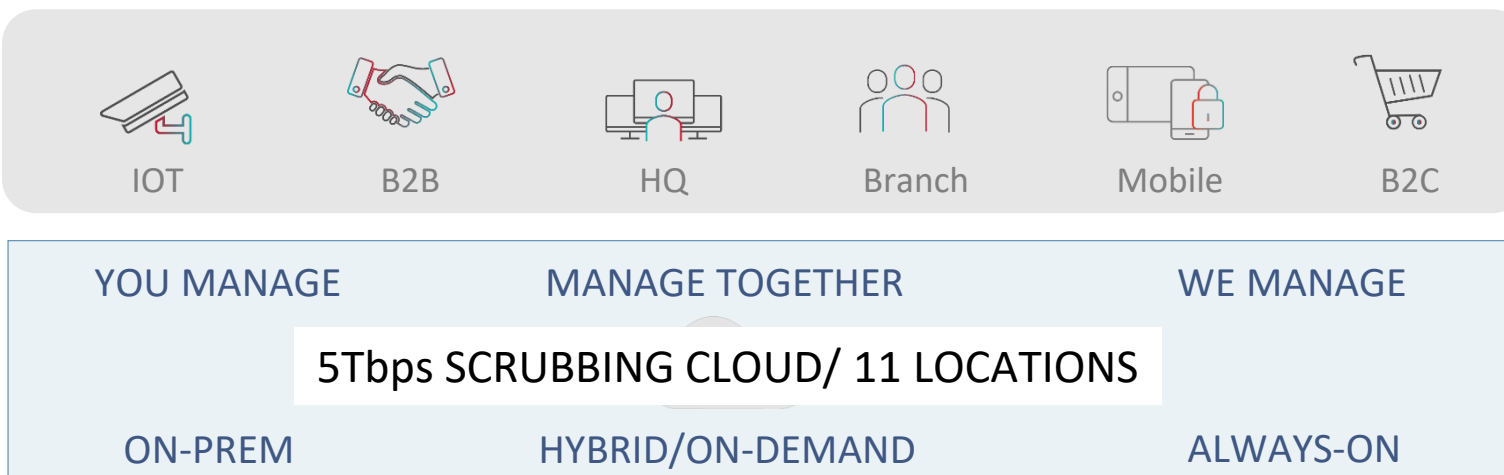 IOT B2B HQ Branch Mobile B2C
YOU MANAGE MANAGE TOGETHER WE MANAGE
5Tbps SCRUBBING CLOUD/ 11 LOCATIONS
ON-PREM HYBRID/ON-DEMAND ALWAYS-ON